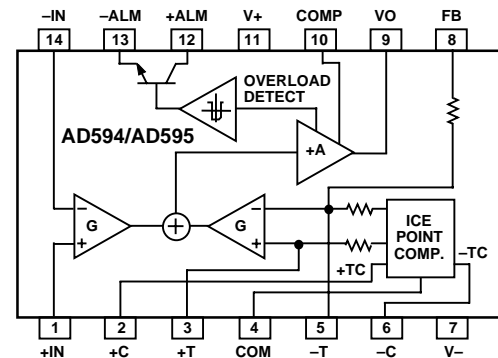 –IN –ALM +ALM V+ COMP VO FB
14 13 12 11 10 9 8
OVERLOAD
DETECT
AD594/AD595
+A
– G +
+
– G +
ICE
POINT
COMP.
–TC
+TC
1 2 3 4 5 6 7
+IN +C +T COM –T –C V–